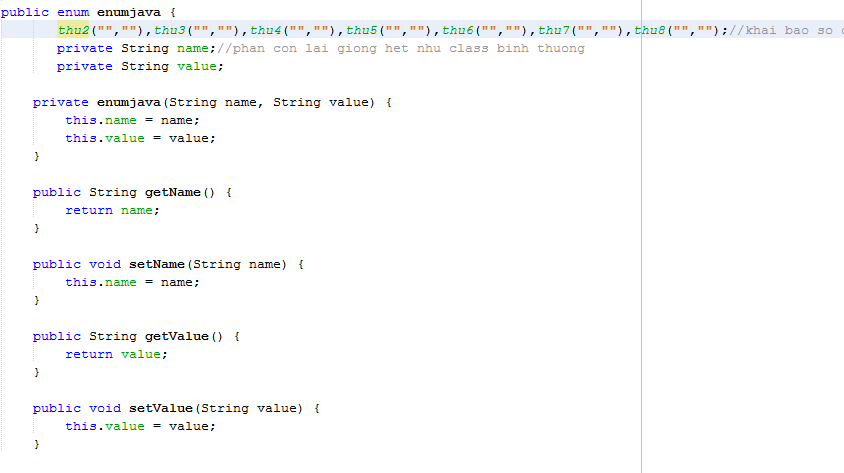 public enum enumjava {
thu2("",""),thu3("",""),thu4("",""),thu5("",""),thu6("",""),thu7("",""),thu8("","");//khai bao so
private String name;//phan con lai giong het nhu class binh thuong
private String value;
private enumjava(String name, String value) {
this.name = name;
this.value = value;
}
public String getName() {
return name;
}
public void setName(String name) {
this.name = name;
}
public String getValue() {
return value;
}
public void setValue(String value) {
this.value = value;
}